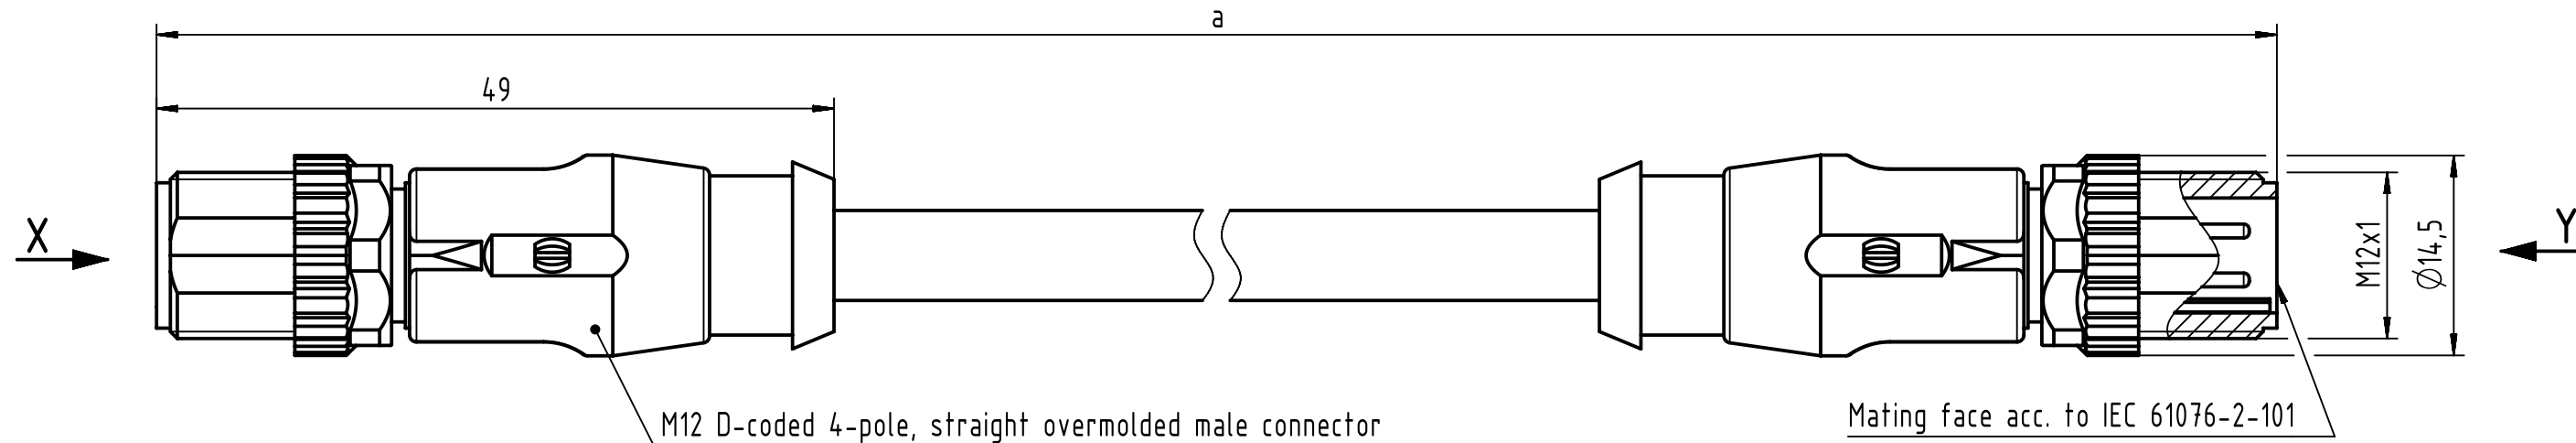 a
49
X
Y
M12x1
Ø14,5
M12 D-coded 4-pole, straight overmolded male connector
Mating face acc. to IEC 61076-2-101